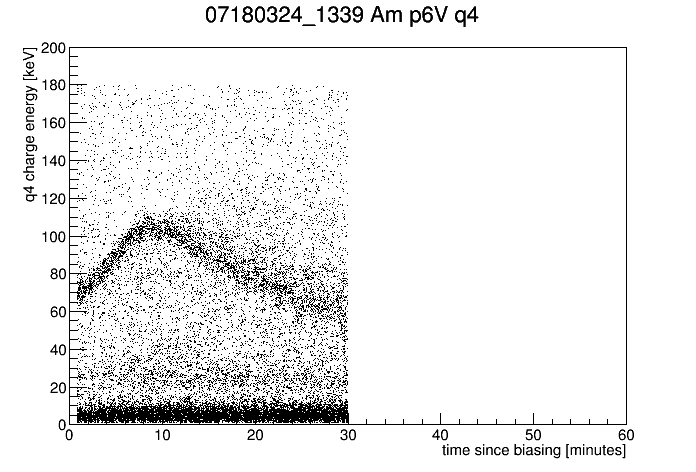 07180324_1339 Am p6V q4
q4 charge energy [keV]
200
180
160
140
120
100
80
60
40
20
0
0 10 20 30 40 50 60
time since biasing [minutes]